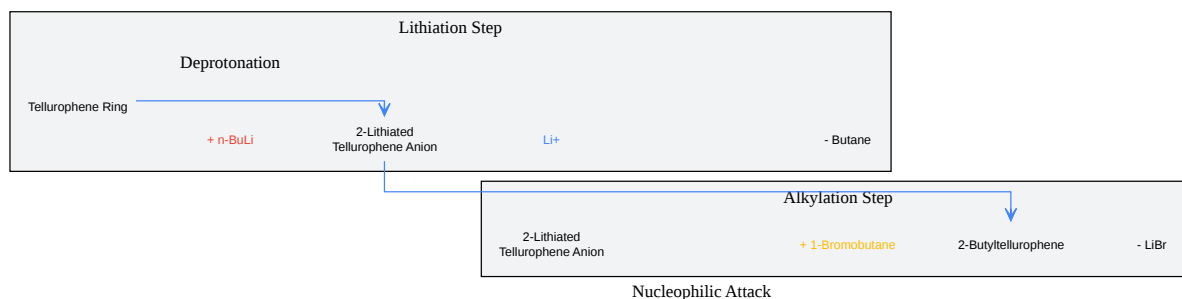 Lithiation Step
Deprotonation
Tellurophene Ring
+ n-BuLi
2-Lithiated
Tellurophene Anion
Li+
- Butane
Alkylation Step
2-Lithiated
Tellurophene Anion
+ 1-Bromobutane
2-Butyltellurophene
- LiBr
Nucleophilic Attack